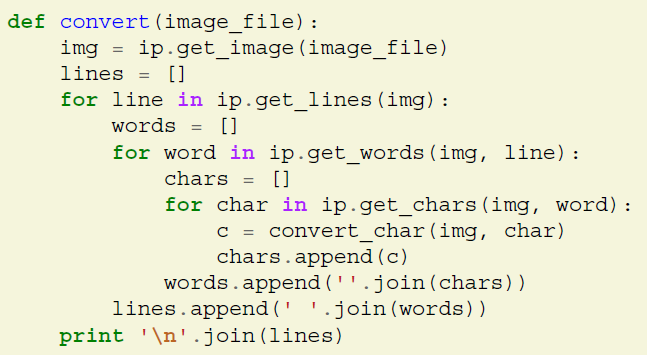 def convert(image_file):
    img = ip.get_image(image_file)
    lines = []
    for line in ip.get_lines(img):
        words = []
        for word in ip.get_words(img, line):
            chars = []
            for char in ip.get_chars(img, word):
                c = convert_char(img, char)
                chars.append(c)
            words.append(''.join(chars))
        lines.append(' '.join(words))
    print '\n'.join(lines)